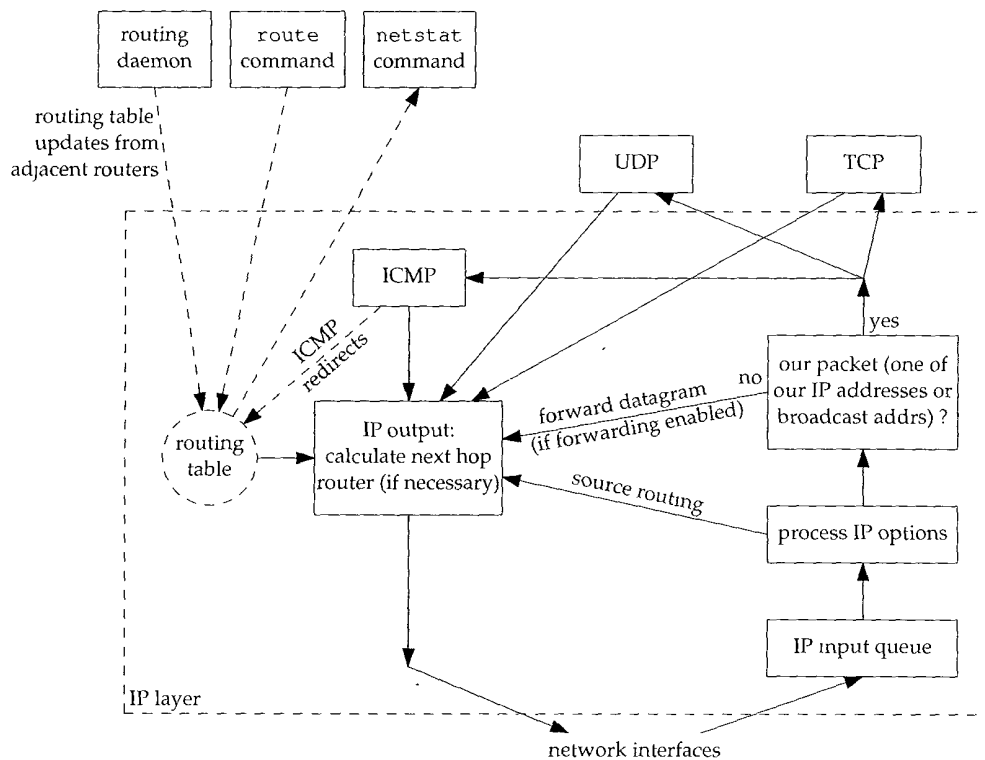 routing
daemon
route
command
netstat
command
routing table
updates from
adjacent routers
UDP
TCP
ICMP
ICMP
redirects
yes
our packet (one of
our IP addresses or
broadcast addrs) ?
no
forward datagram
(if forwarding enabled)
routing
table
IP output:
calculate next hop
router (if necessary)
source routing
process IP options
IP input queue
IP layer
network interfaces